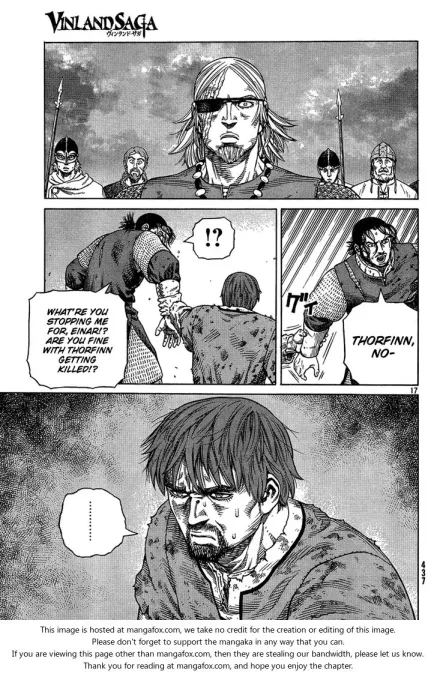 VINLAND SAGA
ヴィンランド・サガ
!?
WHAT'RE YOU
STOPPING ME
FOR, EINAR!?
ARE YOU FINE
WITH THORFINN
GETTING
KILLED!?
グイ
THORFINN,
NO-
17
.........
437
This image is hosted at mangafox.com, we take no credit for the creation or editing of this image.
Please don't forget to support the mangaka in any way that you can.
If you are viewing this page other than mangafox.com, then they are stealing our bandwidth, please let us know.
Thank you for reading at mangafox.com, and hope you enjoy the chapter.